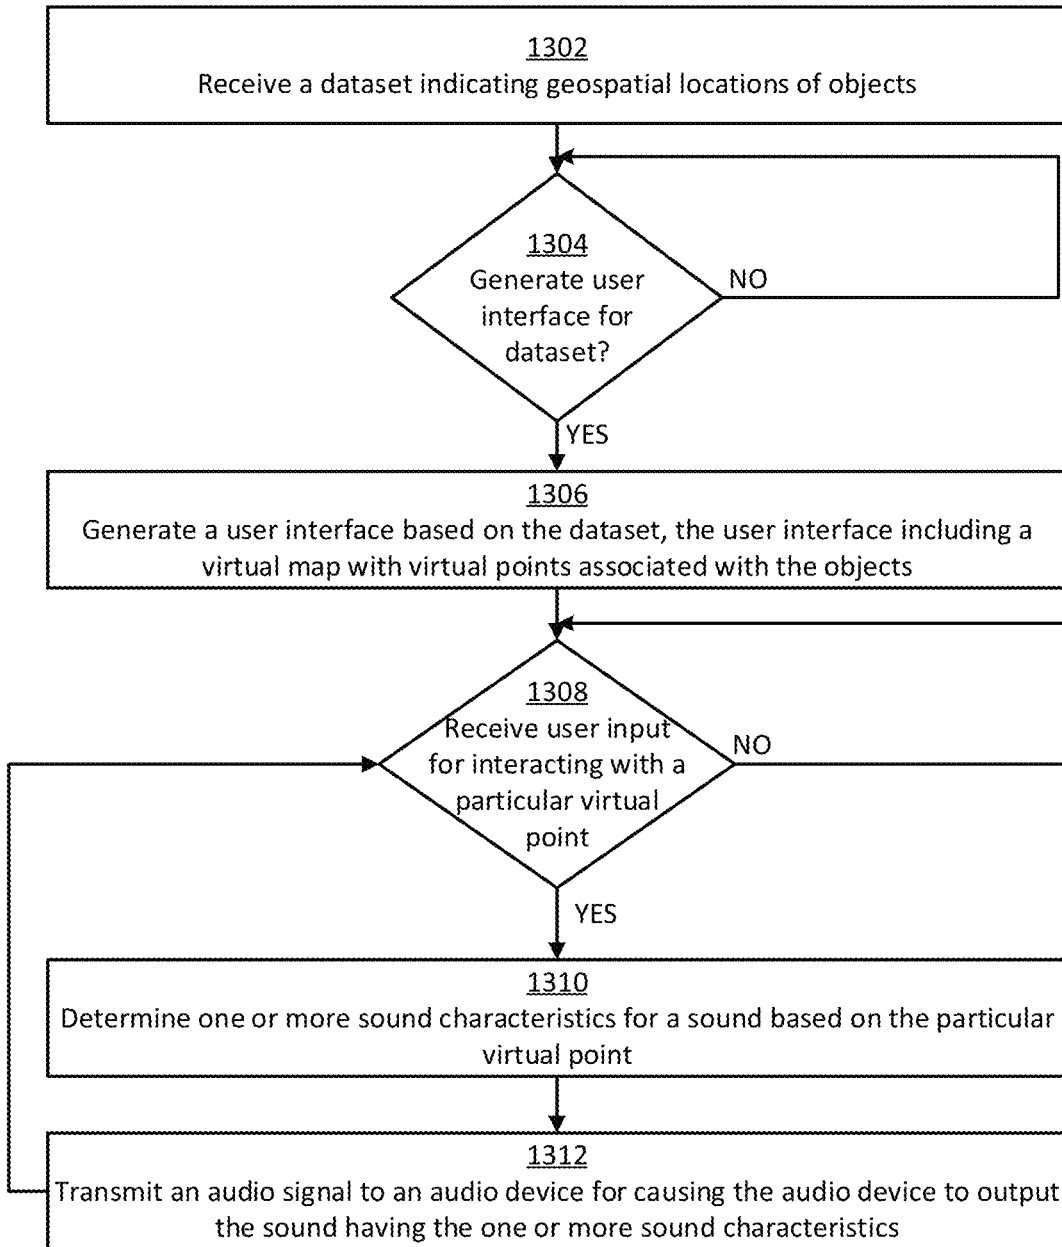 1302
Receive a dataset indicating geospatial locations of objects
1304
Generate user
interface for
dataset?
NO
YES
1306
Generate a user interface based on the dataset, the user interface including a
virtual map with virtual points associated with the objects
1308
Receive user input
for interacting with a
particular virtual
point
NO
YES
1310
Determine one or more sound characteristics for a sound based on the particular
virtual point
1312
Transmit an audio signal to an audio device for causing the audio device to output
the sound having the one or more sound characteristics